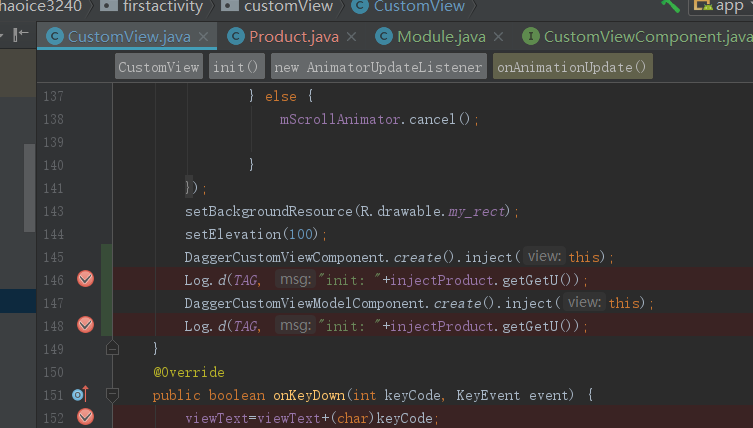 haoice3240 firstactivity customView CustomView app
CustomView.java Product.java Module.java CustomViewComponent.java
CustomView init() new AnimatorUpdateListener onAnimationUpdate()
137 } else {
138 mScrollAnimator.cancel();
139
140 }
141 });
143 setBackgroundResource(R.drawable.my_rect);
144 setElevation(100);
145 DaggerCustomViewComponent.create().inject( view: this);
146 Log.d(TAG, msg: "init: "+injectProduct.getGetU());
147 DaggerCustomViewModelComponent.create().inject( view: this);
148 Log.d(TAG, msg: "init: "+injectProduct.getGetU());
149 }
150 @Override
151 public boolean onKeyDown(int keyCode, KeyEvent event) {
152 viewText=viewText+(char)keyCode;